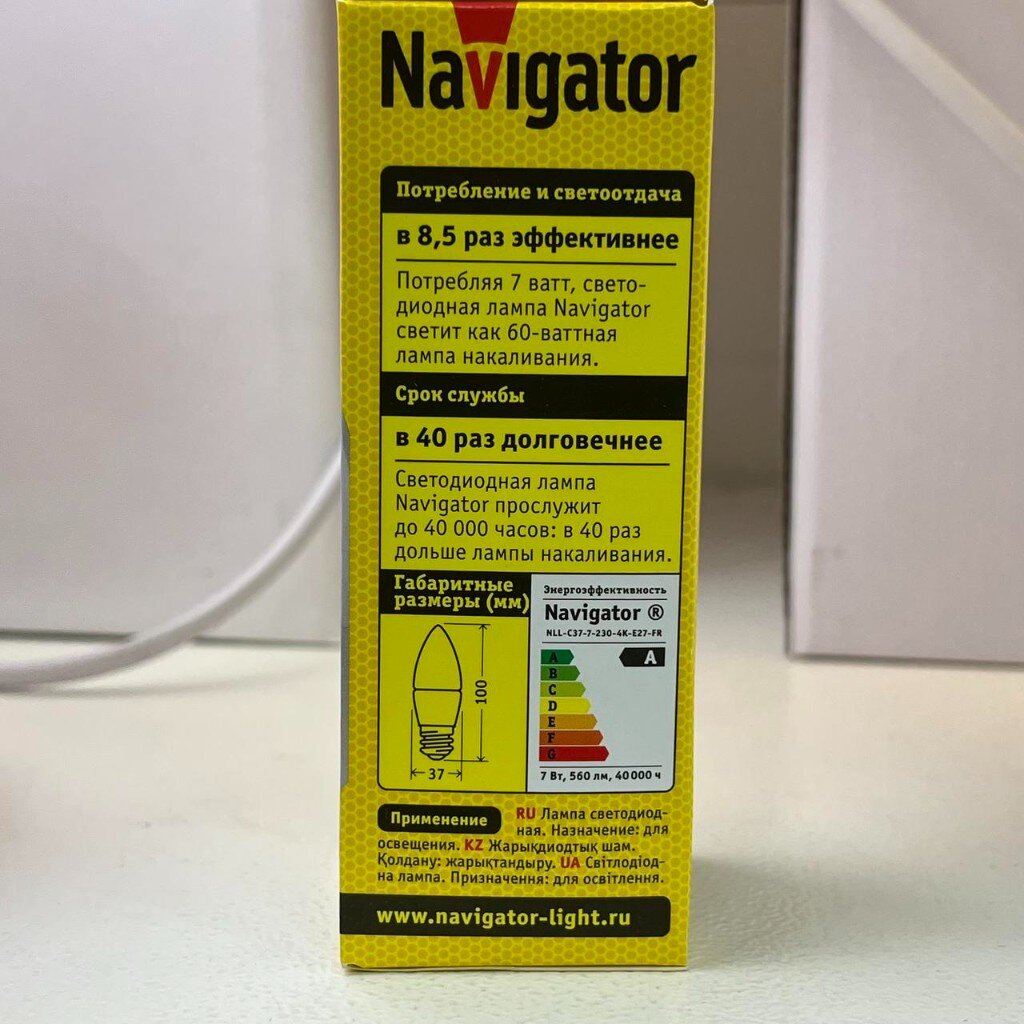 Navigator
Потребление и светоотдача
в 8,5 раз эффективнее
Потребляя 7 ватт, свето-
диодная лампа Navigator
светит как 60-ваттная
лампа накаливания.
Срок службы
в 40 раз долговечнее
Светодиодная лампа
Navigator прослужит
до 40 000 часов: в 40 раз
дольше лампы накаливания.
Габаритные
размеры (мм)
100
37
Энергоэффективность
Navigator ®
NLL-C37-7-230-4K-E27-FR
A
A
B
C
D
E
F
G
7 Вт, 560 лм, 40 000 ч
Применение
RU Лампа светодиод-
ная. Назначение: для
освещения. KZ Жарықдиодтық шам.
Қолдану: жарықтандыру. UA Світлодіод-
на лампа. Призначення: для освітлення.
www.navigator-light.ru